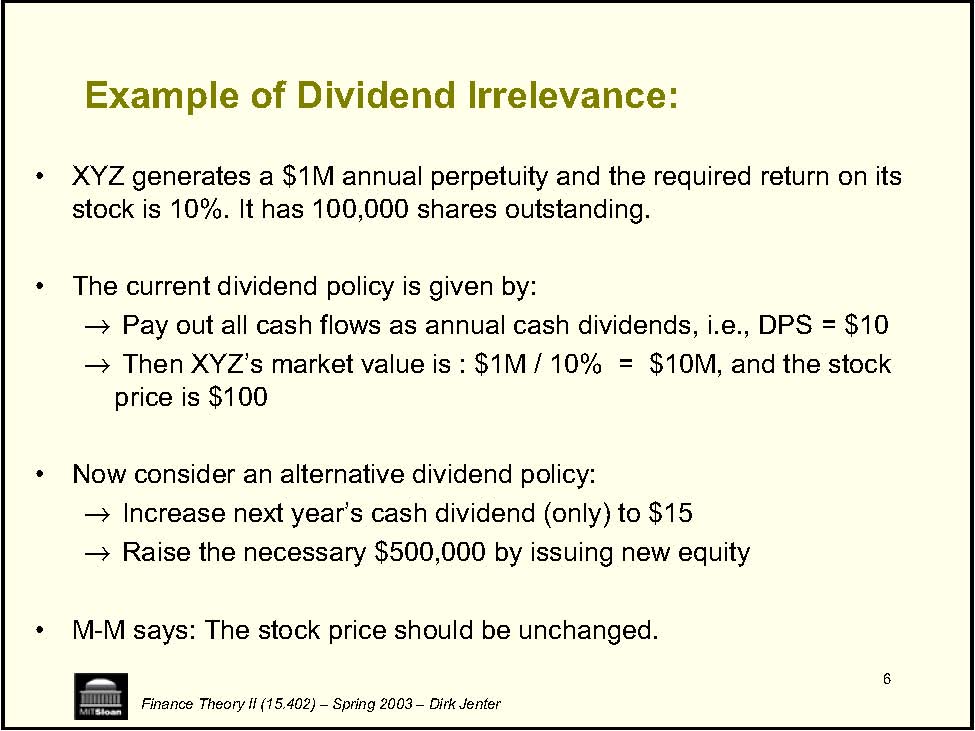 Example of Dividend Irrelevance:
• XYZ generates a $1M annual perpetuity and the required return on its
stock is 10%. It has 100,000 shares outstanding.
• The current dividend policy is given by:
→ Pay out all cash flows as annual cash dividends, i.e., DPS = $10
→ Then XYZ’s market value is : $1M / 10% = $10M, and the stock
price is $100
• Now consider an alternative dividend policy:
→ Increase next year’s cash dividend (only) to $15
→ Raise the necessary $500,000 by issuing new equity
• M-M says: The stock price should be unchanged.
6
MITSloan
Finance Theory II (15.402) – Spring 2003 – Dirk Jenter